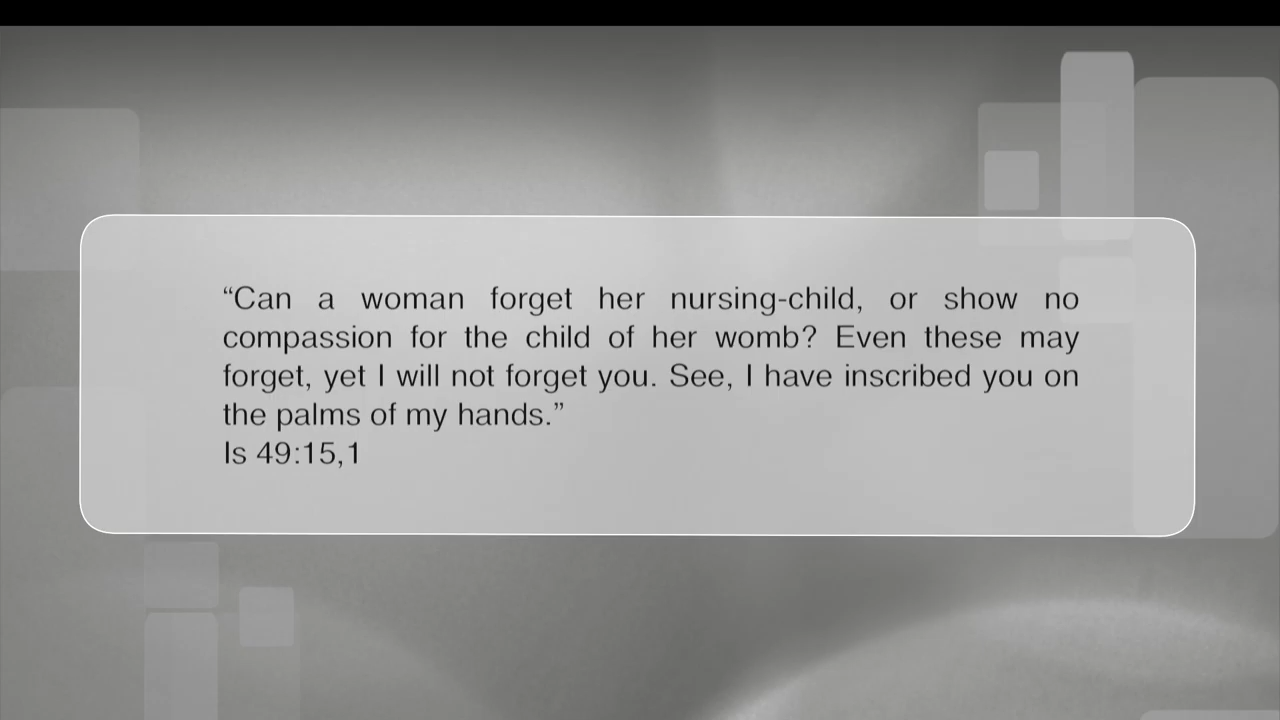 “Can a woman forget her nursing-child, or show no
compassion for the child of her womb? Even these may
forget, yet I will not forget you. See, I have inscribed you on
the palms of my hands.”
Is 49:15,1